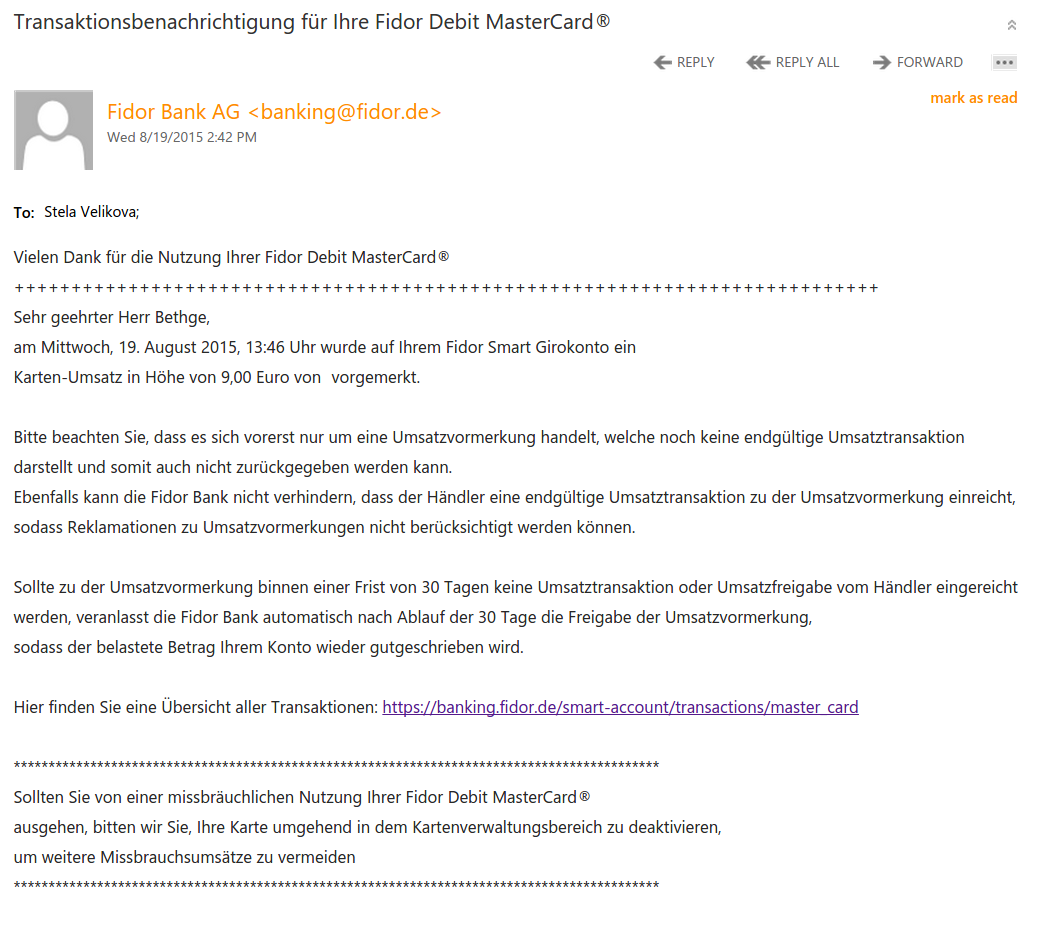 Transaktionsbenachrichtigung für Ihre Fidor Debit MasterCard®
REPLY REPLY ALL FORWARD
mark as read
Fidor Bank AG <banking@fidor.de>
Wed 8/19/2015 2:42 PM
To: Stela Velikova;
Vielen Dank für die Nutzung Ihrer Fidor Debit MasterCard®
++++++++++++++++++++++++++++++++++++++++++++++++++++++++++++++++++++++++++++
Sehr geehrter Herr Bethge,
am Mittwoch, 19. August 2015, 13:46 Uhr wurde auf Ihrem Fidor Smart Girokonto ein
Karten-Umsatz in Höhe von 9,00 Euro von  vorgemerkt.
Bitte beachten Sie, dass es sich vorerst nur um eine Umsatzvormerkung handelt, welche noch keine endgültige Umsatztransaktion
darstellt und somit auch nicht zurückgegeben werden kann.
Ebenfalls kann die Fidor Bank nicht verhindern, dass der Händler eine endgültige Umsatztransaktion zu der Umsatzvormerkung einreicht,
sodass Reklamationen zu Umsatzvormerkungen nicht berücksichtigt werden können.
Sollte zu der Umsatzvormerkung binnen einer Frist von 30 Tagen keine Umsatztransaktion oder Umsatzfreigabe vom Händler eingereicht
werden, veranlasst die Fidor Bank automatisch nach Ablauf der 30 Tage die Freigabe der Umsatzvormerkung,
sodass der belastete Betrag Ihrem Konto wieder gutgeschrieben wird.
Hier finden Sie eine Übersicht aller Transaktionen: https://banking.fidor.de/smart-account/transactions/master_card
********************************************************************************************
Sollten Sie von einer missbräuchlichen Nutzung Ihrer Fidor Debit MasterCard®
ausgehen, bitten wir Sie, Ihre Karte umgehend in dem Kartenverwaltungsbereich zu deaktivieren,
um weitere Missbrauchsumsätze zu vermeiden
********************************************************************************************